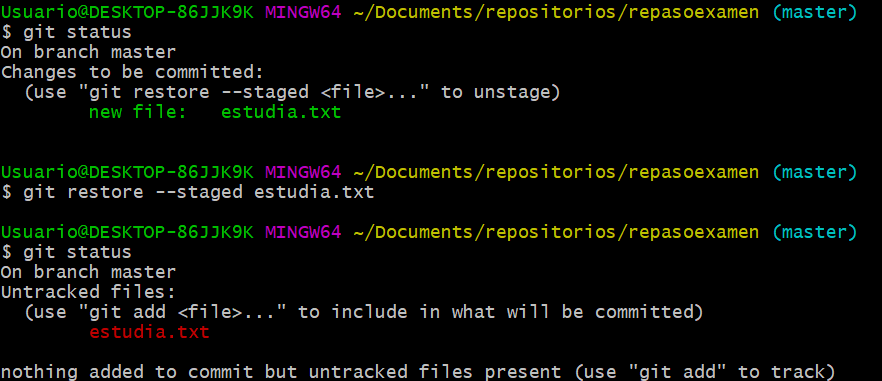 Usuario@DESKTOP-86JJK9K MINGW64 ~/Documents/repositorios/repasoexamen (master)
$ git status
On branch master
Changes to be committed:
  (use "git restore --staged <file>..." to unstage)
        new file:   estudia.txt

Usuario@DESKTOP-86JJK9K MINGW64 ~/Documents/repositorios/repasoexamen (master)
$ git restore --staged estudia.txt

Usuario@DESKTOP-86JJK9K MINGW64 ~/Documents/repositorios/repasoexamen (master)
$ git status
On branch master
Untracked files:
  (use "git add <file>..." to include in what will be committed)
        estudia.txt

nothing added to commit but untracked files present (use "git add" to track)